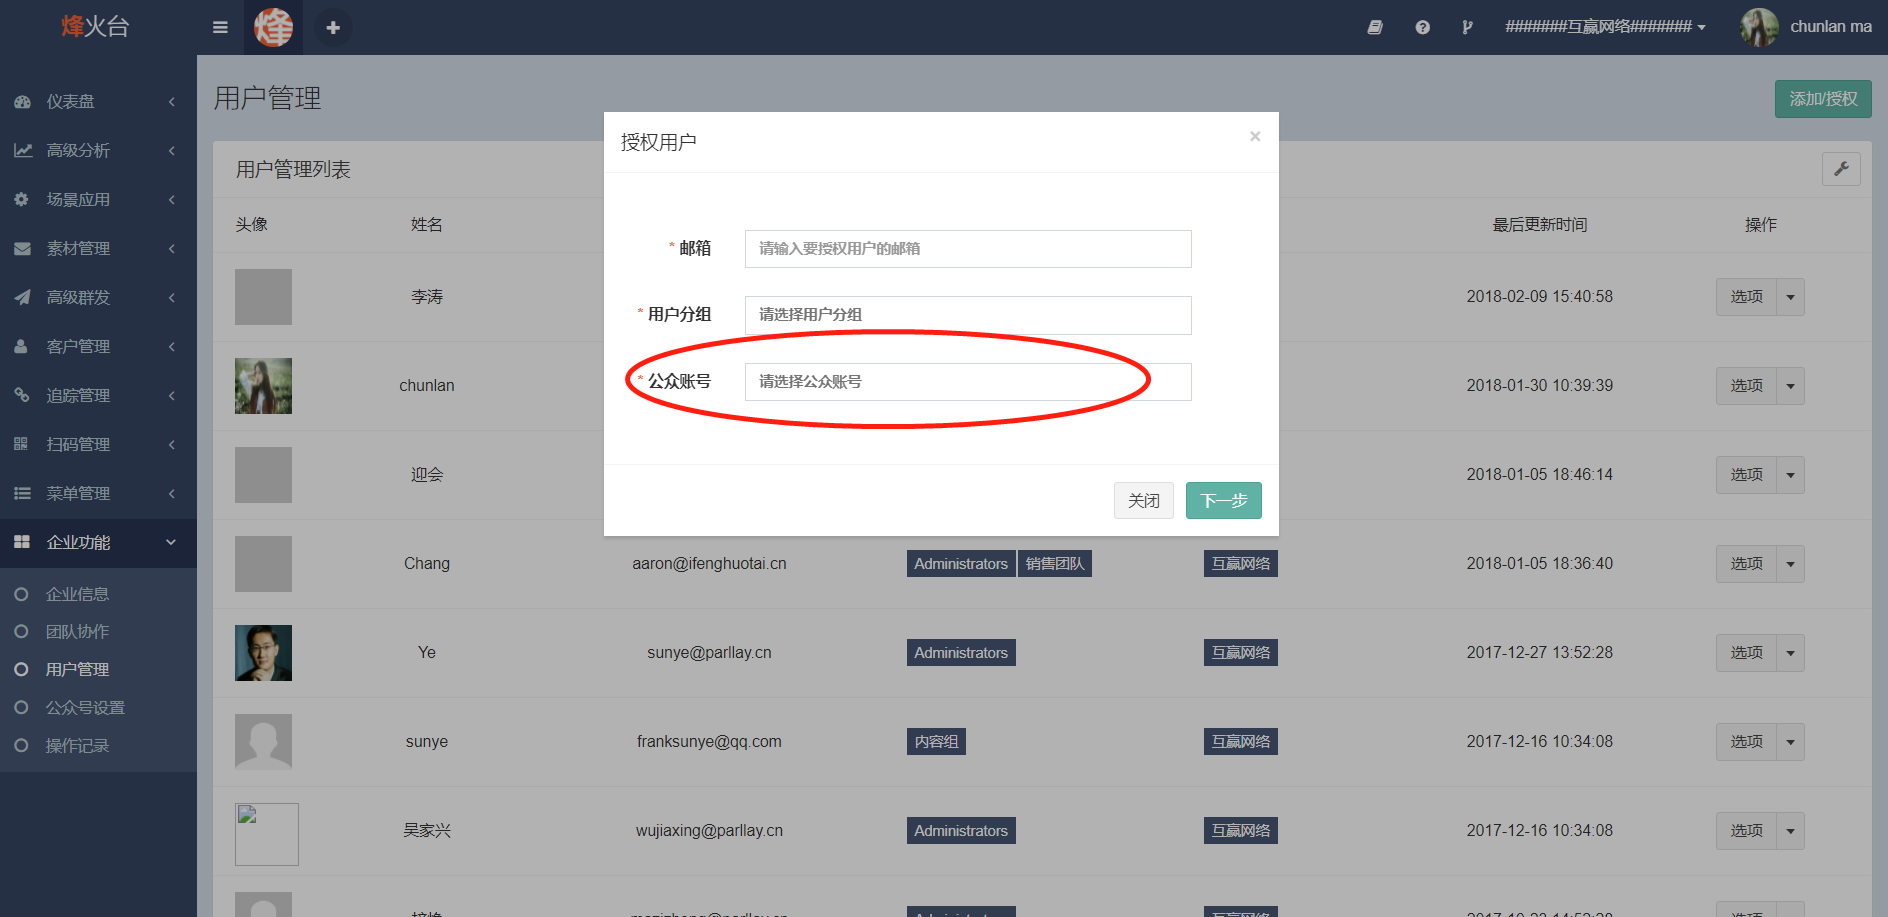 烽火台
#######互赢网络#######
chunlan ma
仪表盘
高级分析
场景应用
素材管理
高级群发
客户管理
追踪管理
扫码管理
菜单管理
企业功能
企业信息
团队协作
用户管理
公众号设置
操作记录
用户管理
添加/授权
用户管理列表
头像 姓名 最后更新时间 操作
李涛 2018-02-09 15:40:58 选项
chunlan 2018-01-30 10:39:39 选项
迎会 2018-01-05 18:46:14 选项
Chang aaron@ifenghuotai.cn Administrators 销售团队 互赢网络 2018-01-05 18:36:40 选项
Ye sunye@parllay.cn Administrators 互赢网络 2017-12-27 13:52:28 选项
sunye franksunye@qq.com 内容组 互赢网络 2017-12-16 10:34:08 选项
吴家兴 wujiaxing@parllay.cn Administrators 互赢网络 2017-12-16 10:34:08 选项
授权用户
×
* 邮箱 请输入要授权用户的邮箱
* 用户分组 请选择用户分组
* 公众账号 请选择公众账号
关闭 下一步